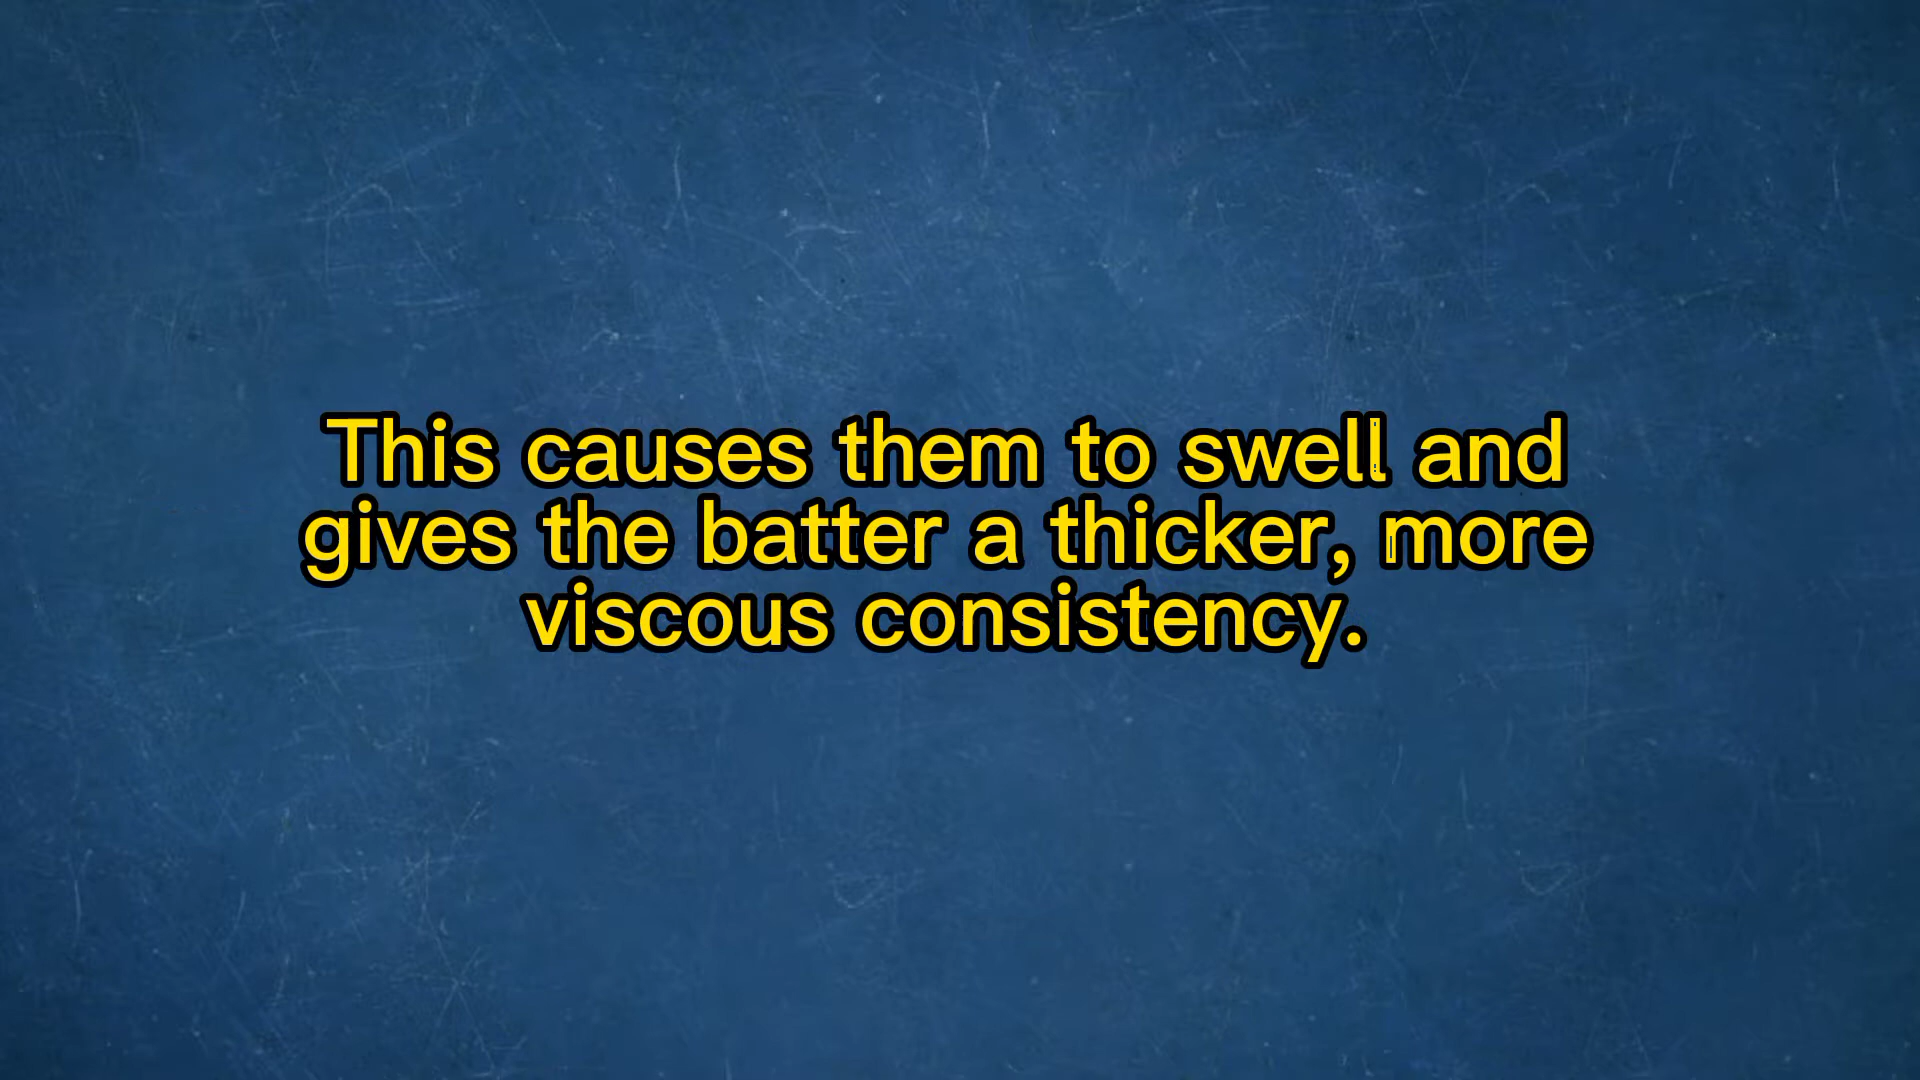 This causes them to swell and
gives the batter a thicker, more
viscous consistency.